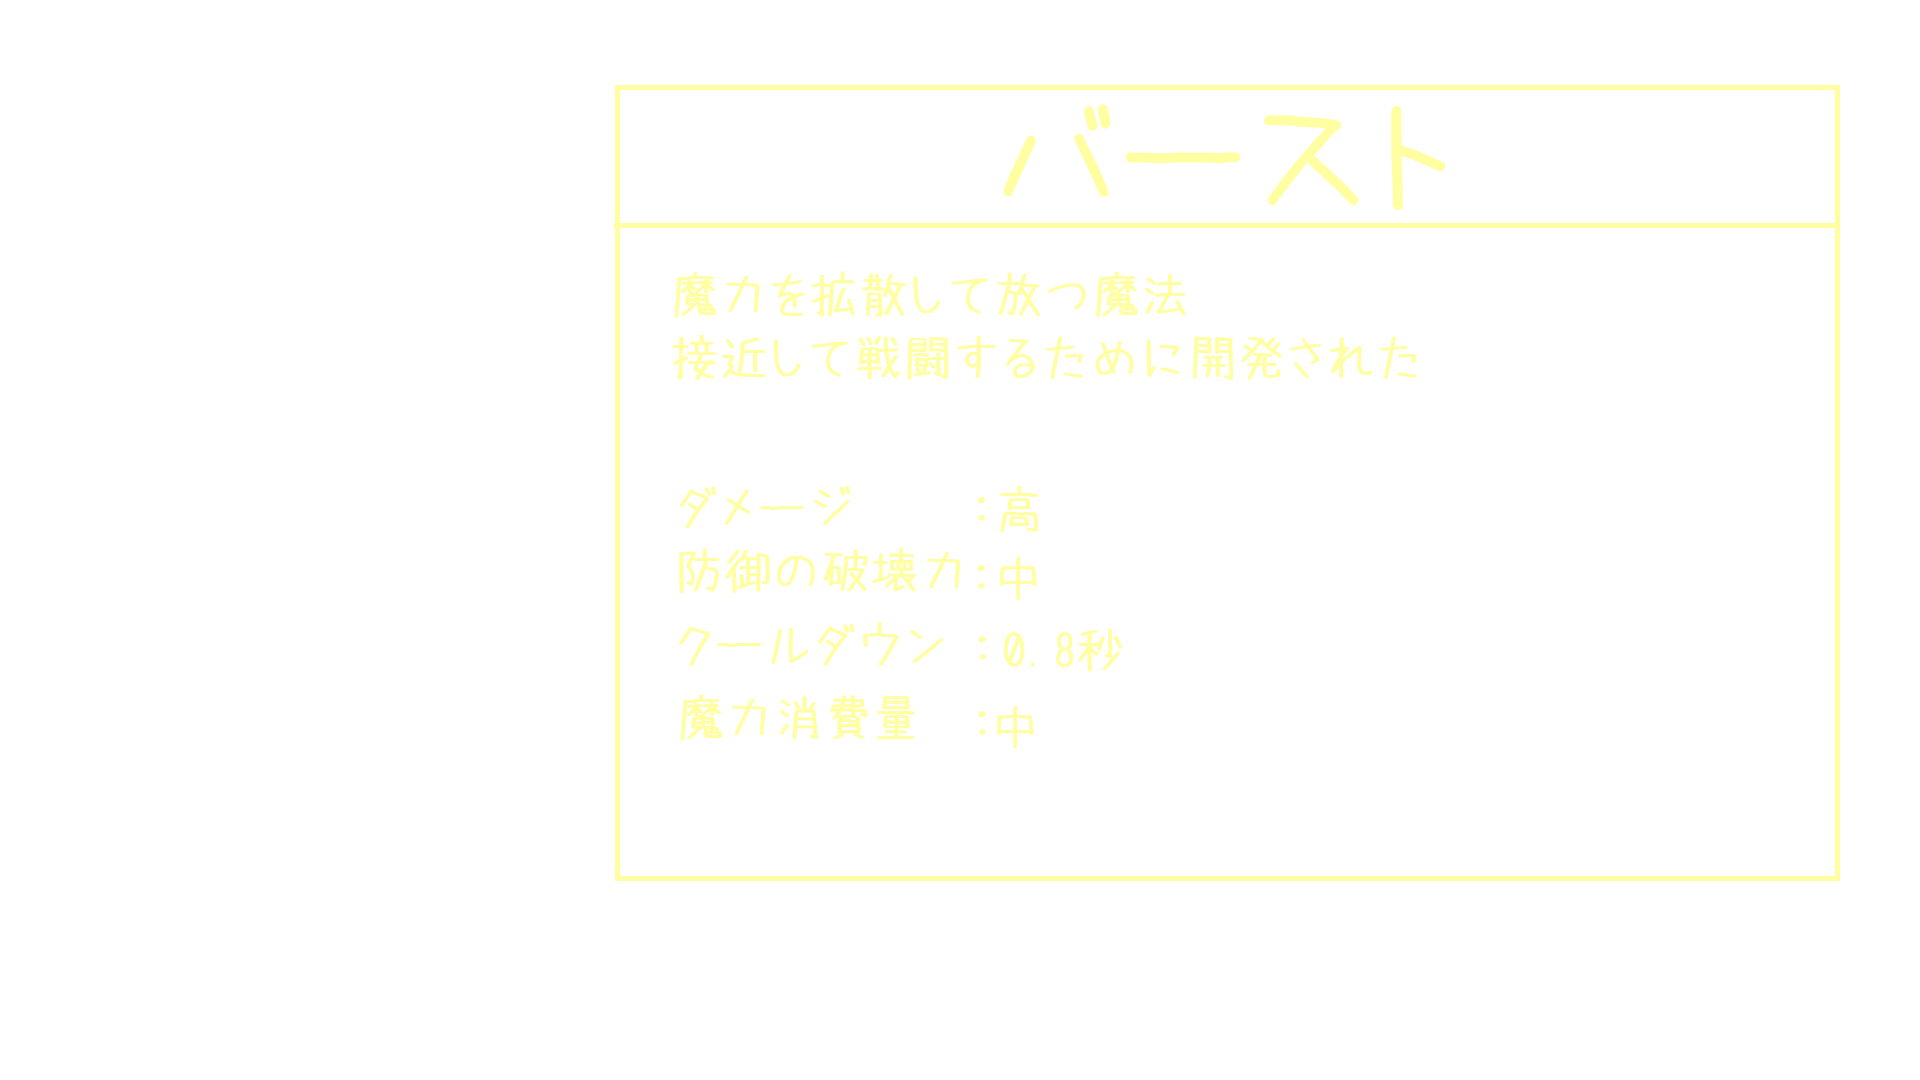 バースト
魔力を拡散して放つ魔法
接近して戦闘するために開発された
ダメージ　　：高
防御の破壊力：中
クールダウン：0.8秒
魔力消費量　：中